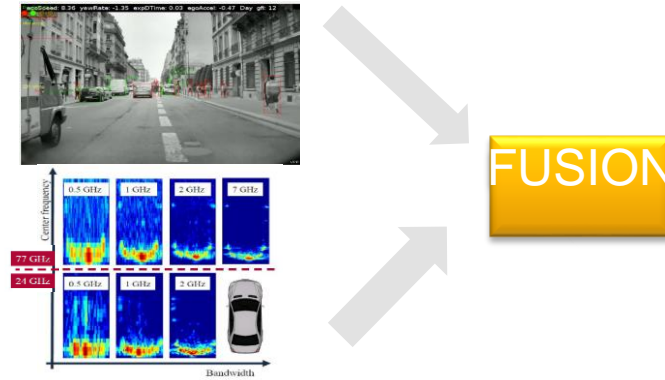 egoSpeed: 8.36 yawRate: -1.35 expDTime: 0.03 egoAccel: -0.47 Day gft: 12
FUSION
Center frequency
0.5 GHz 1 GHz 2 GHz 7 GHz
77 GHz
24 GHz
0.5 GHz 1 GHz 2 GHz
Bandwidth